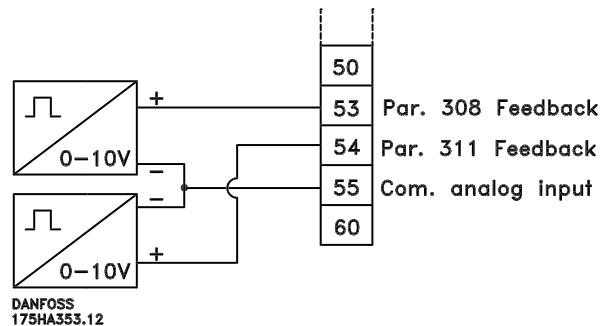 50
+
53 Par. 308 Feedback
54 Par. 311 Feedback
0-10V
−
55 Com. analog input
−
60
+
0-10V
DANFOSS
175HA353.12